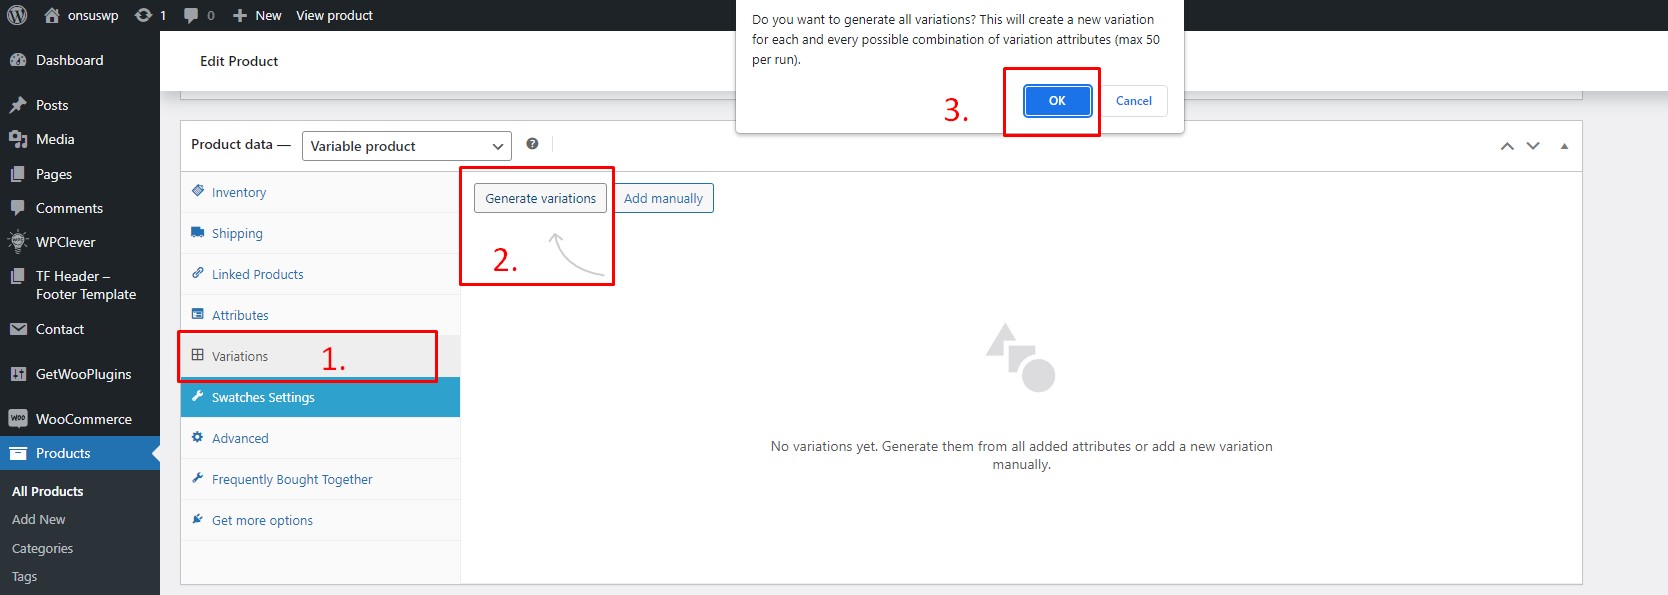 onsuswp 1 0 New View product
Do you want to generate all variations? This will create a new variation
for each and every possible combination of variation attributes (max 50
per run).
OK Cancel
3.
Dashboard
Posts
Media
Pages
Comments
WPClever
TF Header –
Footer Template
Contact
GetWooPlugins
WOO WooCommerce
Products
All Products
Add New
Categories
Tags
Edit Product
Product data — Variable product ?
Inventory
Shipping
Linked Products
Attributes
Variations
1.
Swatches Settings
Advanced
Frequently Bought Together
Get more options
Generate variations Add manually
2.
No variations yet. Generate them from all added attributes or add a new variation
manually.